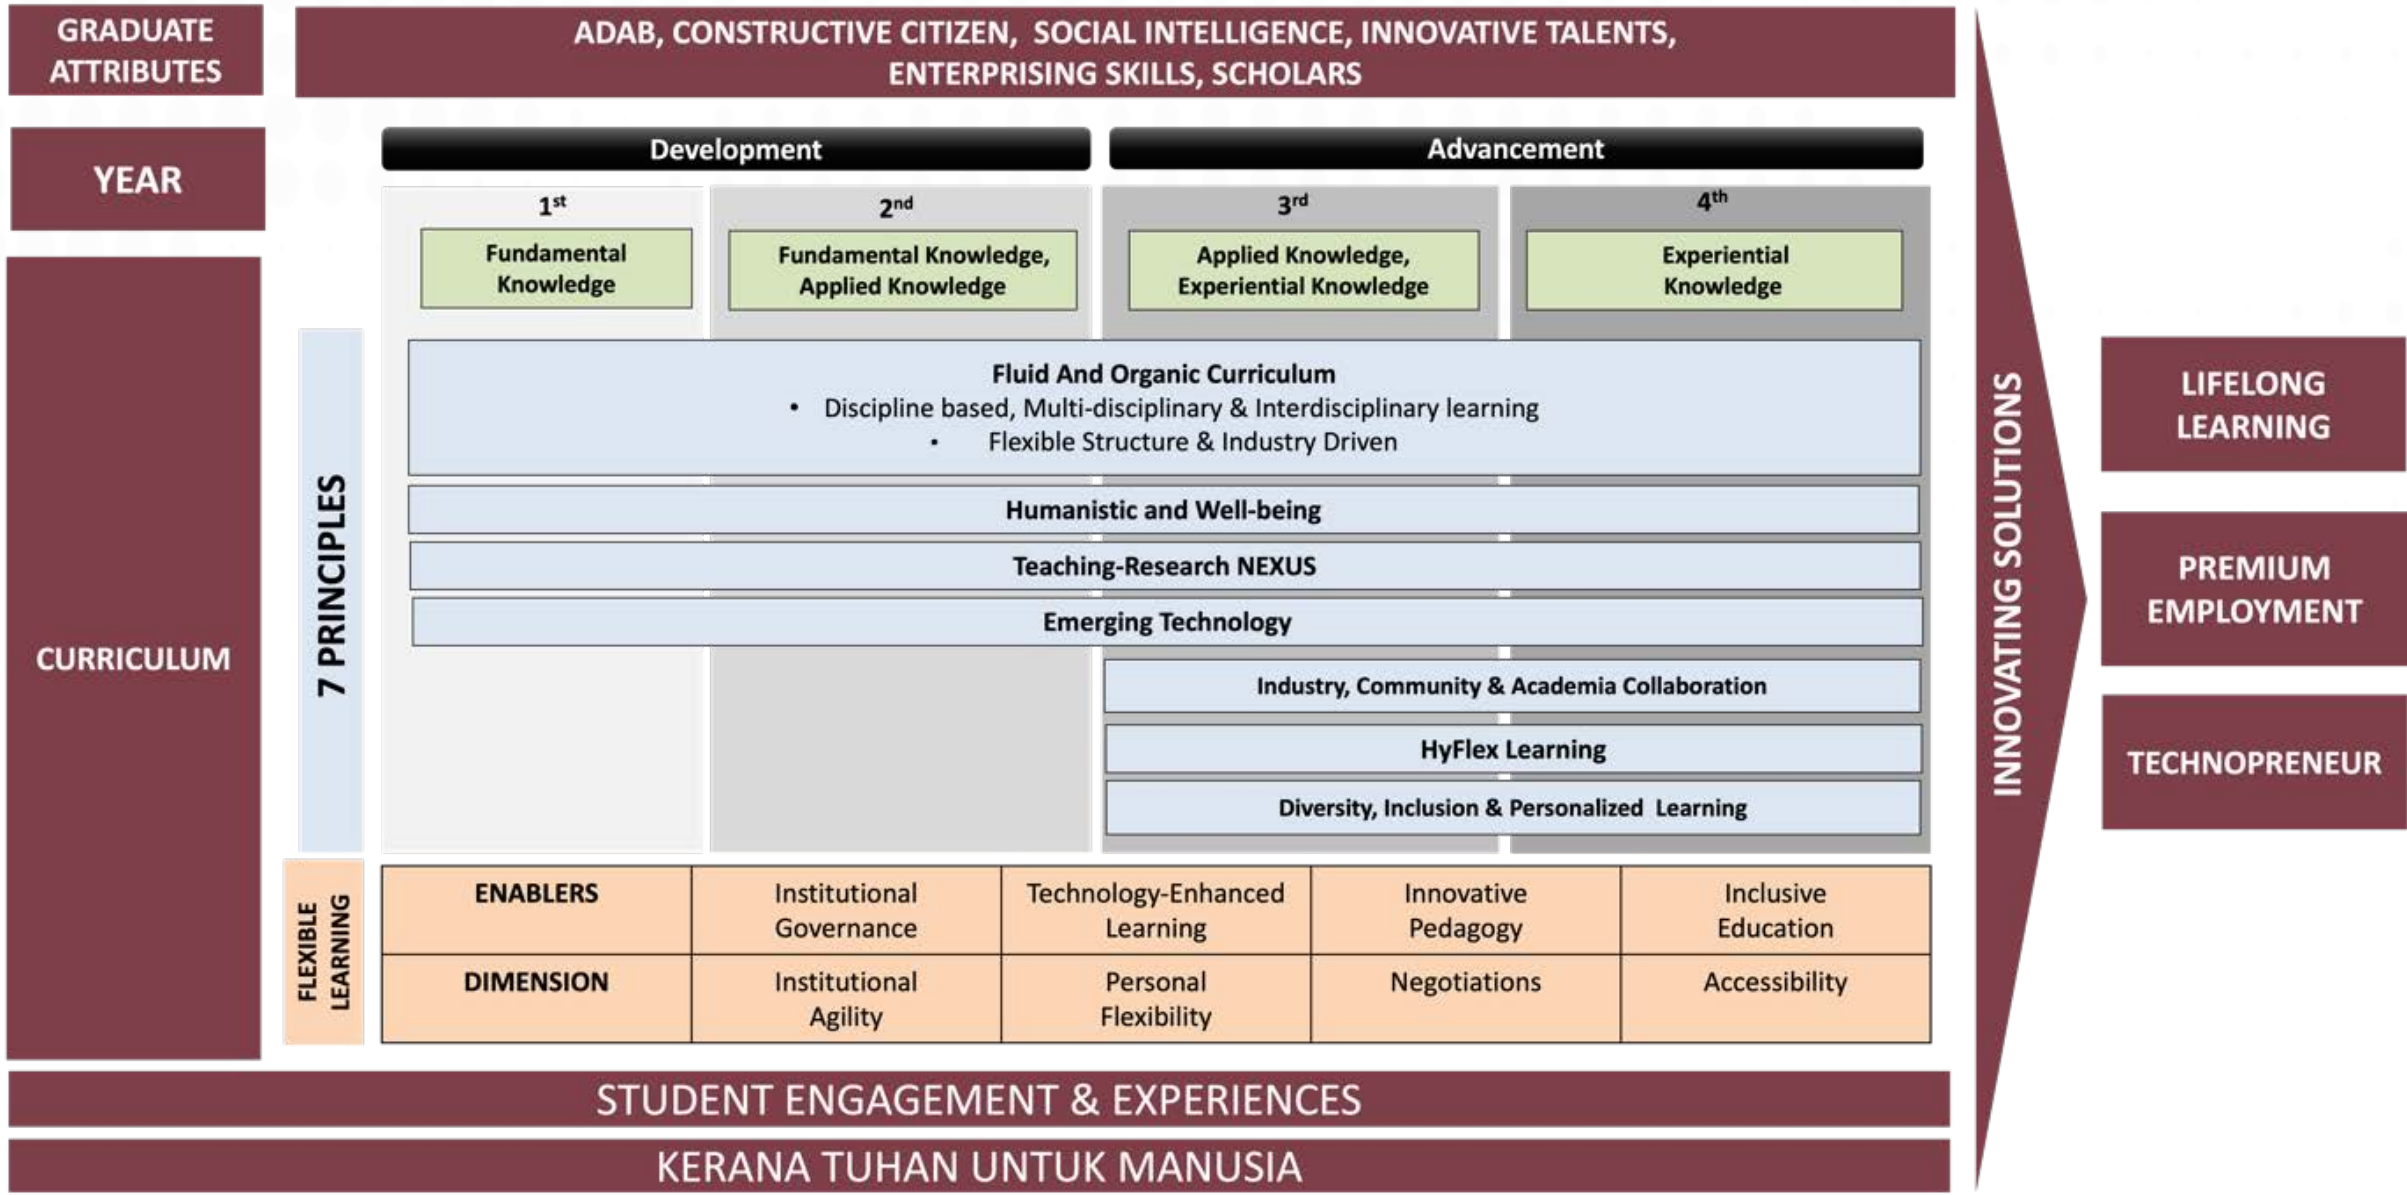 GRADUATE
ATTRIBUTES
ADAB, CONSTRUCTIVE CITIZEN, SOCIAL INTELLIGENCE, INNOVATIVE TALENTS,
ENTERPRISING SKILLS, SCHOLARS
YEAR
Development
Advancement
1st
2nd
3rd
4th
Fundamental
Knowledge
Fundamental Knowledge,
Applied Knowledge
Applied Knowledge,
Experiential Knowledge
Experiential
Knowledge
CURRICULUM
7 PRINCIPLES
Fluid And Organic Curriculum
• Discipline based, Multi-disciplinary & Interdisciplinary learning
• Flexible Structure & Industry Driven
Humanistic and Well-being
Teaching-Research NEXUS
Emerging Technology
Industry, Community & Academia Collaboration
HyFlex Learning
Diversity, Inclusion & Personalized Learning
FLEXIBLE
LEARNING
ENABLERS
Institutional
Governance
Technology-Enhanced
Learning
Innovative
Pedagogy
Inclusive
Education
DIMENSION
Institutional
Agility
Personal
Flexibility
Negotiations
Accessibility
STUDENT ENGAGEMENT & EXPERIENCES
KERANA TUHAN UNTUK MANUSIA
INNOVATING SOLUTIONS
LIFELONG
LEARNING
PREMIUM
EMPLOYMENT
TECHNOPRENEUR